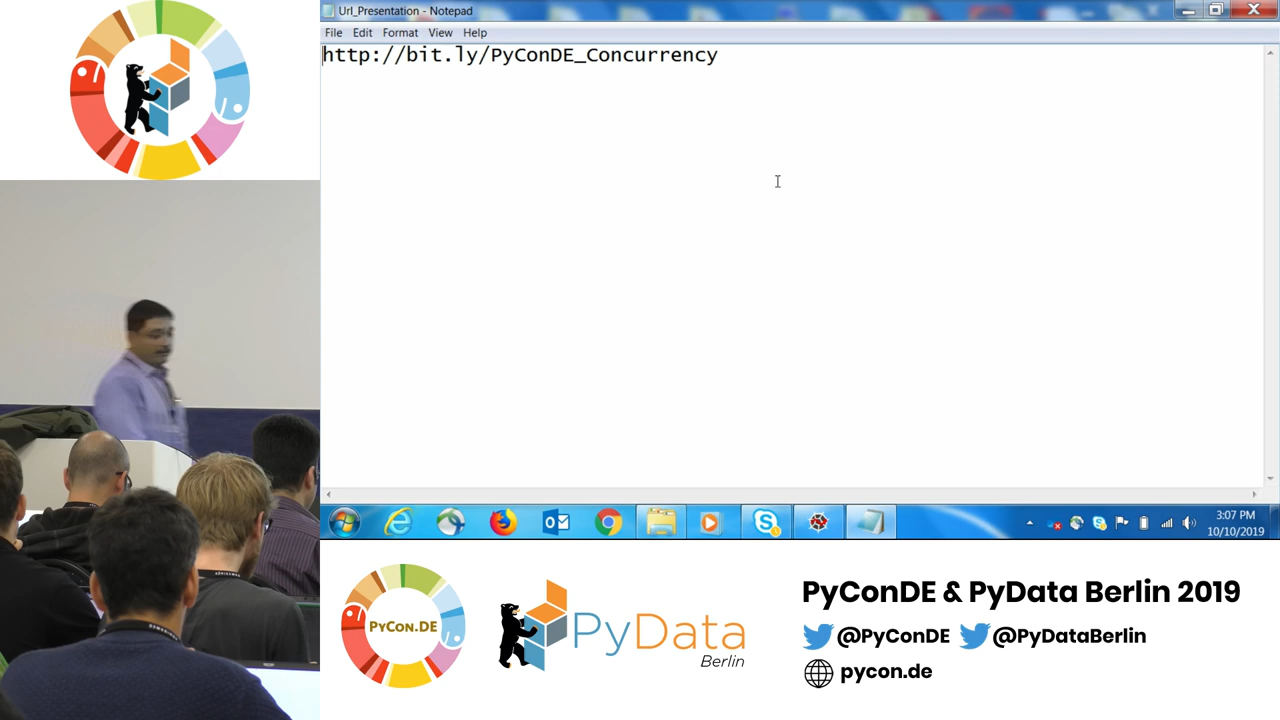 Url_Presentation - Notepad
File Edit Format View Help
http://bit.ly/PyConDE_Concurrency
3:07 PM
10/10/2019
PyCon.DE
PyData
Berlin
PyConDE & PyData Berlin 2019
@PyConDE @PyDataBerlin
pycon.de